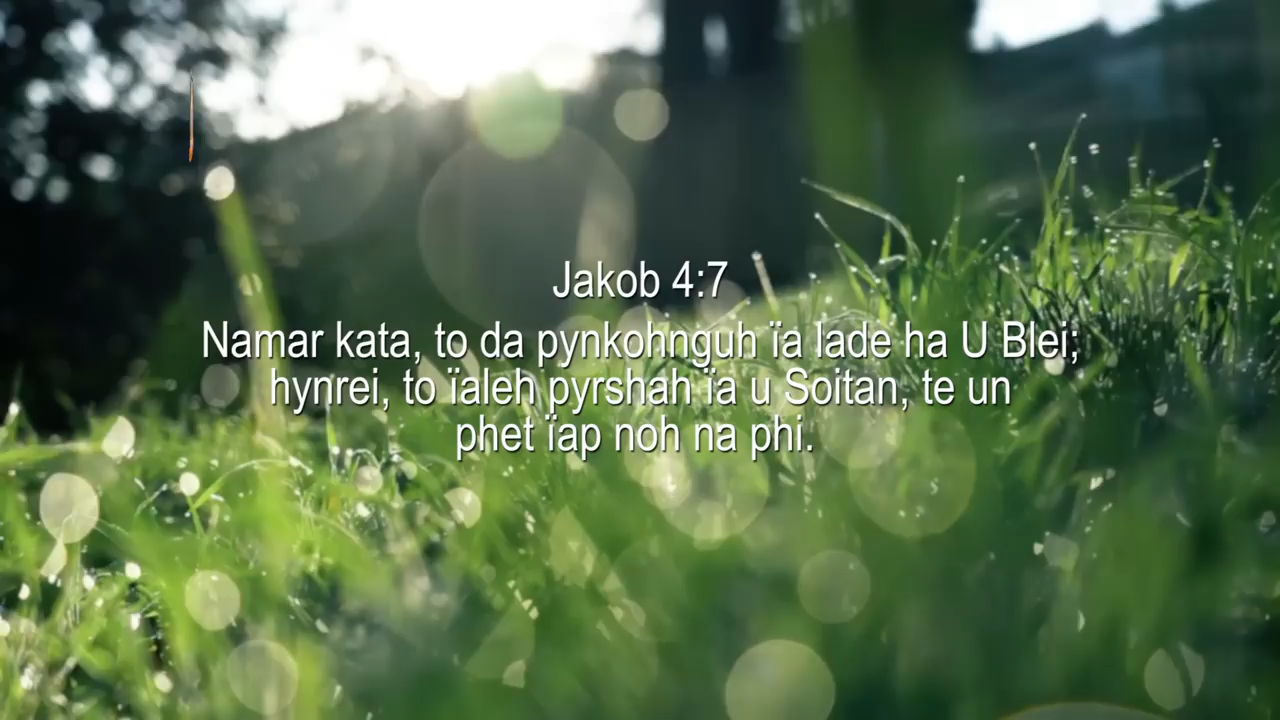 Jakob 4:7
Namar kata, to da pynkohnguh ïa lade ha U Blei;
hynrei, to ïaleh pyrshah ïa u Soitan, te un
phet ïap noh na phi.